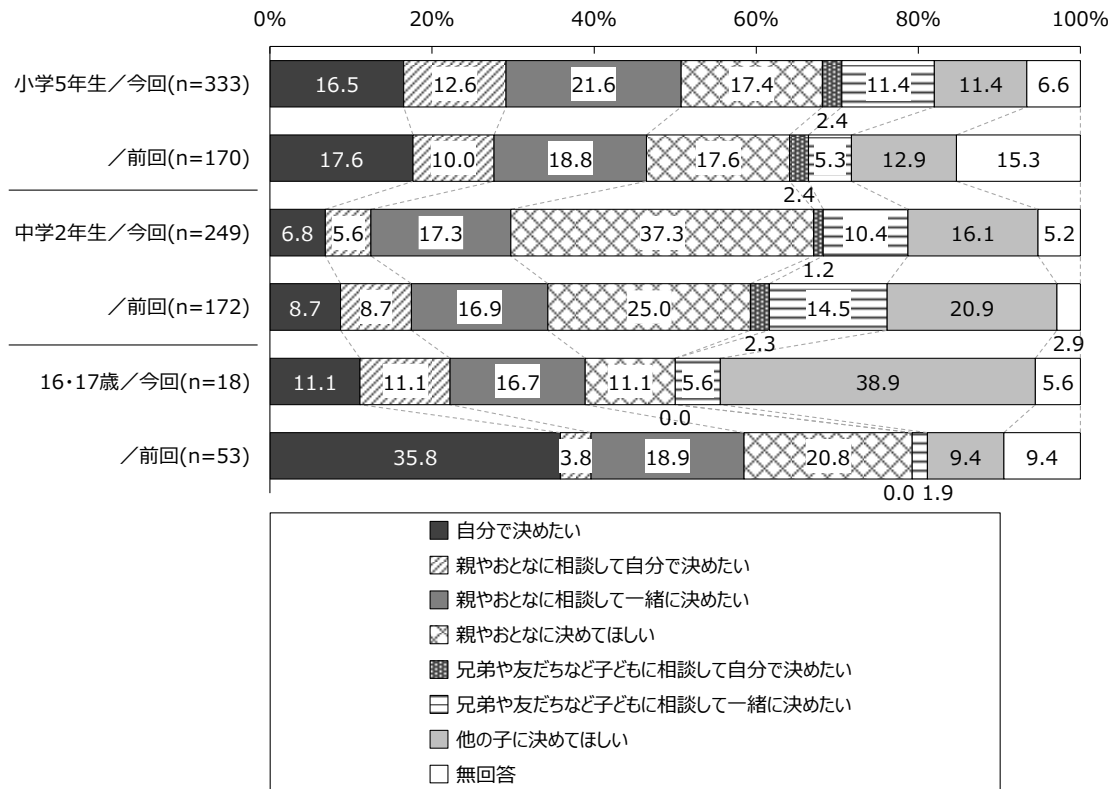 0% 20% 40% 60% 80% 100%
小学5年生／今回(n=333) 16.5 12.6 21.6 17.4 11.4 11.4 6.6
2.4
／前回(n=170) 17.6 10.0 18.8 17.6 5.3 12.9 15.3
2.4
中学2年生／今回(n=249) 6.8 5.6 17.3 37.3 10.4 16.1 5.2
1.2
／前回(n=172) 8.7 8.7 16.9 25.0 14.5 20.9
2.3 2.9
16・17歳／今回(n=18) 11.1 11.1 16.7 11.1 5.6 38.9 5.6
0.0
／前回(n=53) 35.8 3.8 18.9 20.8 9.4 9.4
0.0 1.9
自分で決めたい
親やおとなに相談して自分で決めたい
親やおとなに相談して一緒に決めたい
親やおとなに決めてほしい
兄弟や友だちなど子どもに相談して自分で決めたい
兄弟や友だちなど子どもに相談して一緒に決めたい
他の子に決めてほしい
無回答